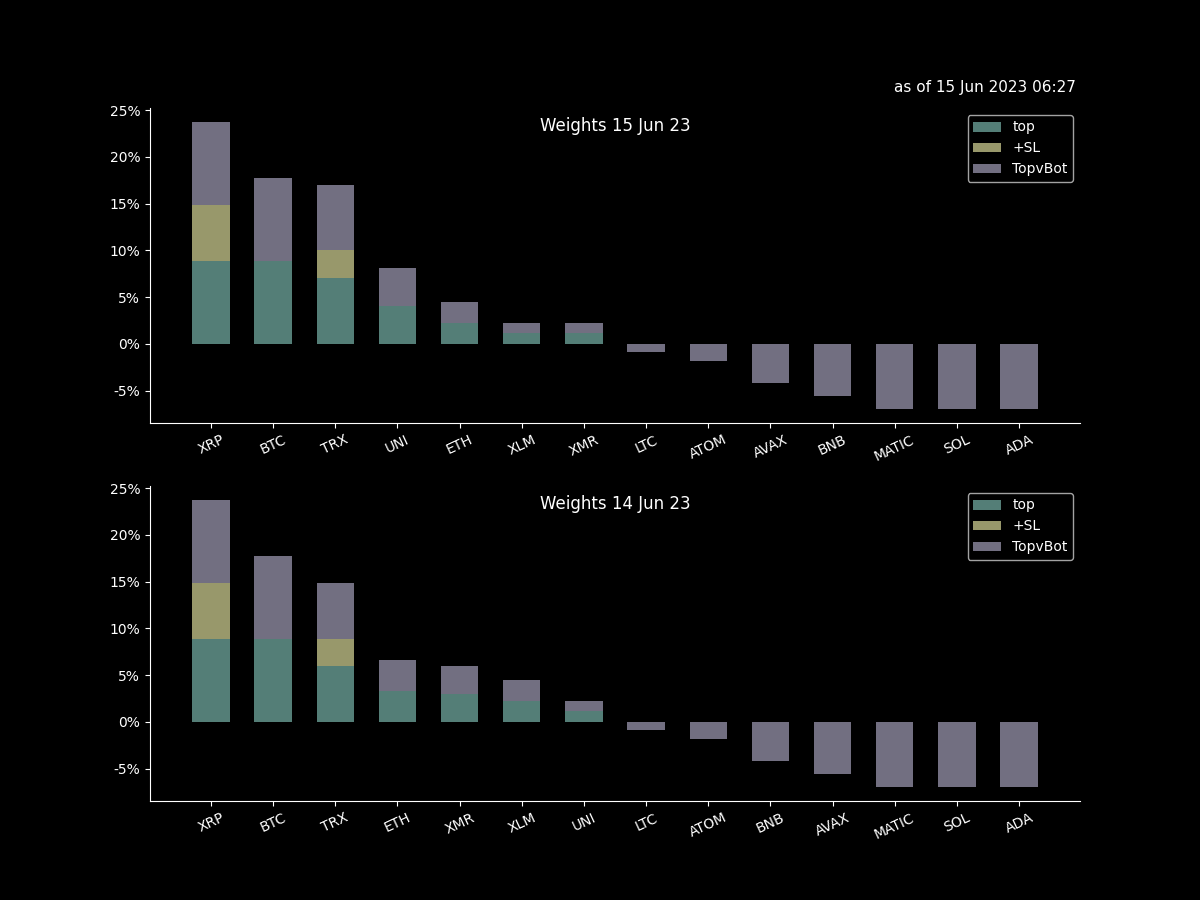 as of 15 Jun 2023 06:27
Weights 15 Jun 23
top
+SL
TopvBot
25%
20%
15%
10%
5%
0%
-5%
XRP BTC TRX UNI ETH XLM XMR LTC ATOM AVAX BNB MATIC SOL ADA
Weights 14 Jun 23
top
+SL
TopvBot
25%
20%
15%
10%
5%
0%
-5%
XRP BTC TRX ETH XMR XLM UNI LTC ATOM BNB AVAX MATIC SOL ADA